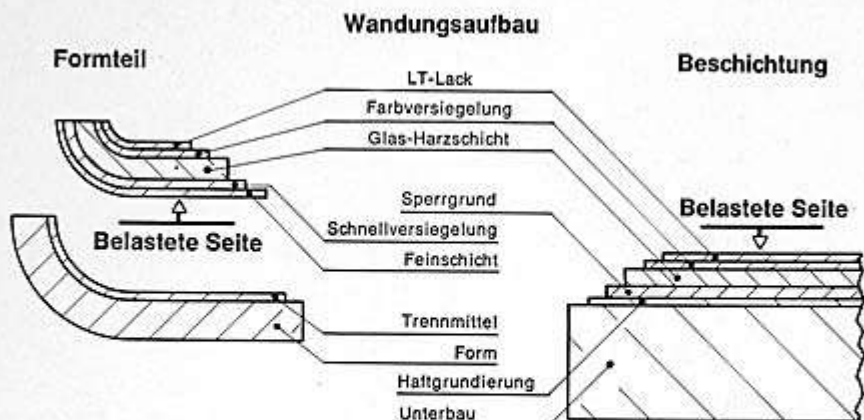 Wandungsaufbau
Formteil
Beschichtung
LT-Lack
Farbversiegelung
Glas-Harzschicht
Sperrgrund
Belastete Seite
Schnellversiegelung
Belastete Seite
Feinschicht
Trennmittel
Form
Haftgrundierung
Unterbau